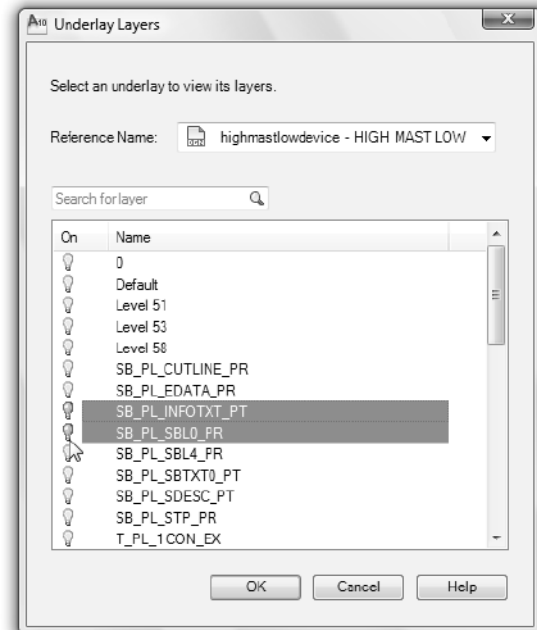 A10 Underlay Layers X
Select an underlay to view its layers.
Reference Name: DGN highmastlowdevice - HIGH MAST LOW
Search for layer
On Name
0
Default
Level 51
Level 53
Level 58
SB_PL_CUTLINE_PR
SB_PL_EDATA_PR
SB_PL_INFOTXT_PT
SB_PL_SBL0_PR
SB_PL_SBL4_PR
SB_PL_SBTXT0_PT
SB_PL_SDESC_PT
SB_PL_STP_PR
T_PL_1CON_EX
OK Cancel Help